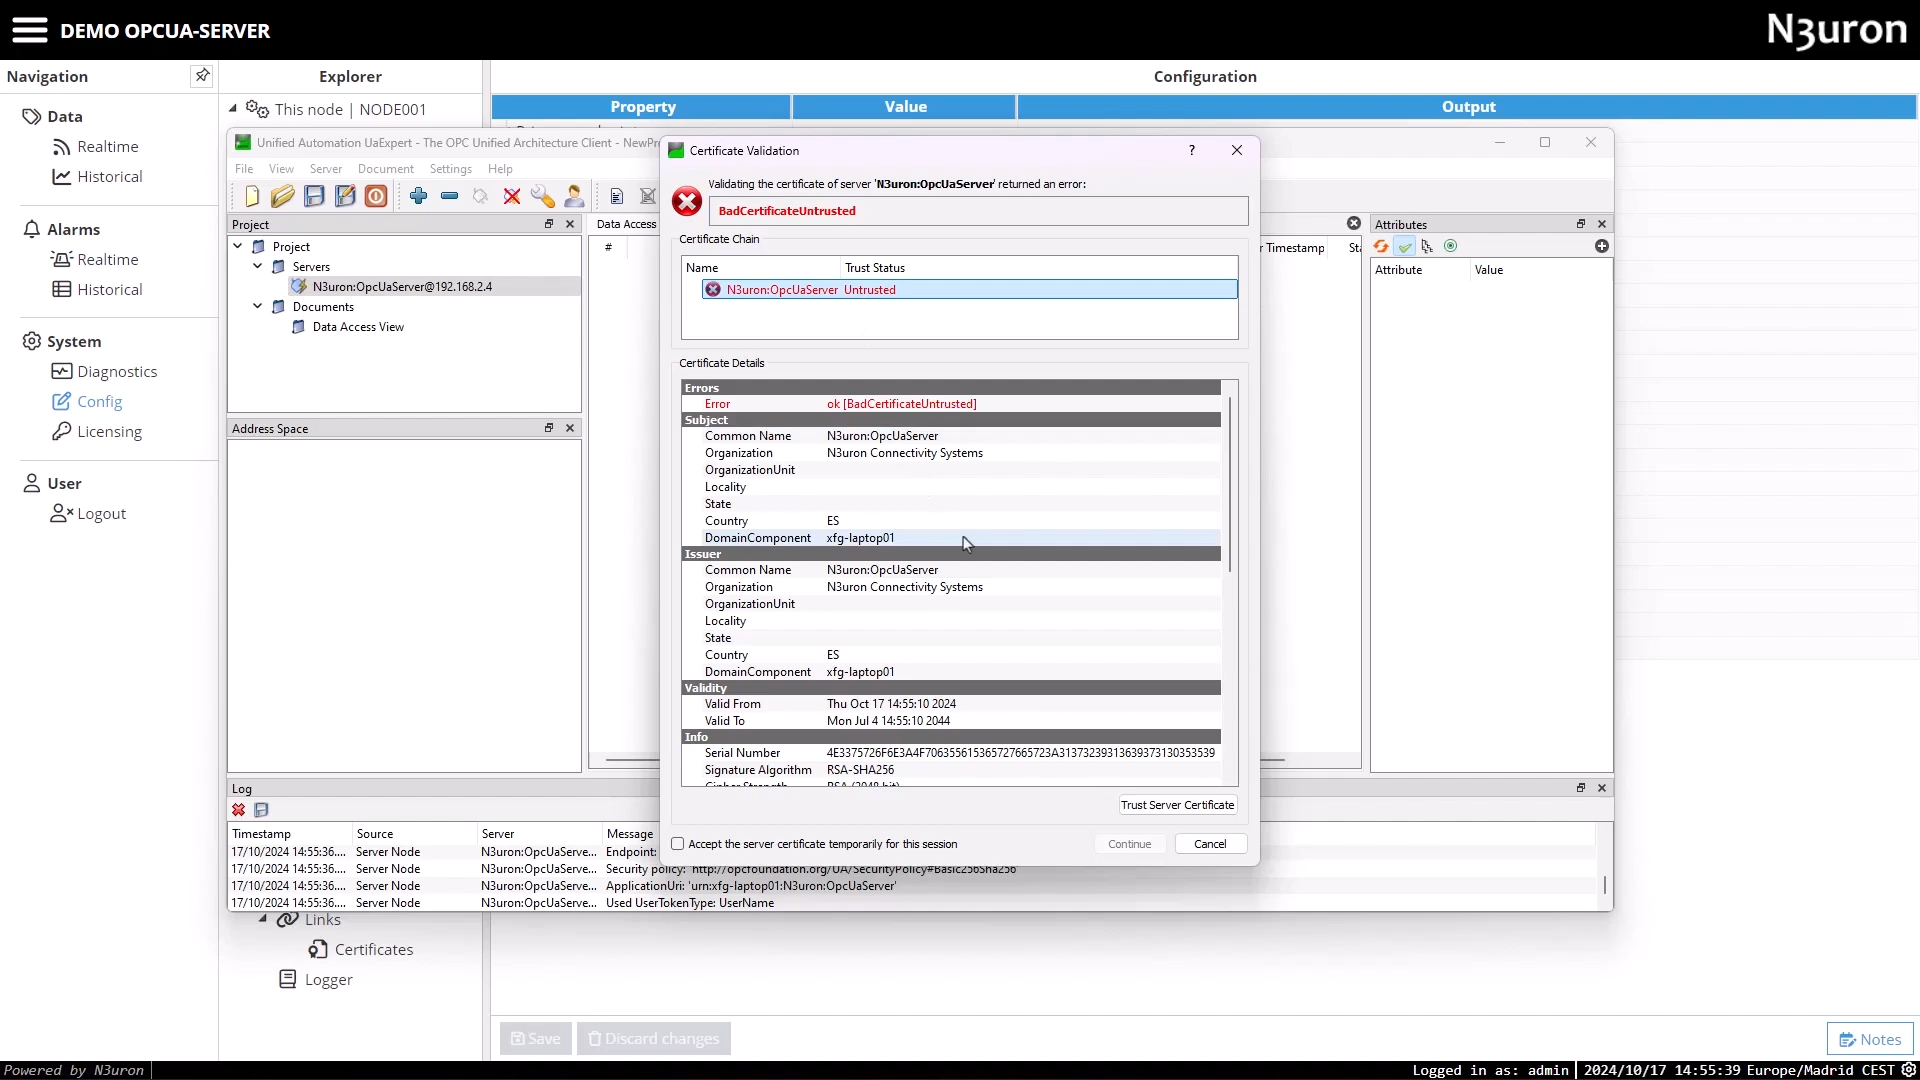 DEMO OPCUA-SERVER
N3uron
Navigation
Explorer
Configuration
Data
Realtime
Historical
Alarms
Realtime
Historical
System
Diagnostics
Config
Licensing
User
Logout
This node | NODE001
Property Value Output
Unified Automation UaExpert - The OPC Unified Architecture Client - NewPr
File View Server Document Settings Help
Project
Project
Servers
N3uron:OpcUaServer@192.168.2.4
Documents
Data Access View
Address Space
Data Access
#
r Timestamp
Sta
Attributes
Attribute Value
Certificate Validation
?
Validating the certificate of server 'N3uron:OpcUaServer' returned an error:
BadCertificateUntrusted
Certificate Chain
Name Trust Status
N3uron:OpcUaServer Untrusted
Certificate Details
Errors
Error ok [BadCertificateUntrusted]
Subject
Common Name N3uron:OpcUaServer
Organization N3uron Connectivity Systems
OrganizationUnit
Locality
State
Country ES
DomainComponent xfg-laptop01
Issuer
Common Name N3uron:OpcUaServer
Organization N3uron Connectivity Systems
OrganizationUnit
Locality
State
Country ES
DomainComponent xfg-laptop01
Validity
Valid From Thu Oct 17 14:55:10 2024
Valid To Mon Jul 4 14:55:10 2044
Info
Serial Number 4E3375726F6E3A4F706355615365727665723A31373239313639373130353539
Signature Algorithm RSA-SHA256
Cipher Strength RSA (2048 bit)
Trust Server Certificate
Accept the server certificate temporarily for this session
Continue
Cancel
Log
Timestamp Source Server Message
17/10/2024 14:55:36.... Server Node N3uron:OpcUaServe... Endpoint:
17/10/2024 14:55:36.... Server Node N3uron:OpcUaServe... Security policy: 'http://opcfoundation.org/UA/SecurityPolicy#Basic256Sha256
17/10/2024 14:55:36.... Server Node N3uron:OpcUaServe... ApplicationUri: 'urn:xfg-laptop01:N3uron:OpcUaServer'
17/10/2024 14:55:36.... Server Node N3uron:OpcUaServe... Used UserTokenType: UserName
Links
Certificates
Logger
Save
Discard changes
Notes
Powered by N3uron
Logged in as: admin
2024/10/17 14:55:39 Europe/Madrid CEST